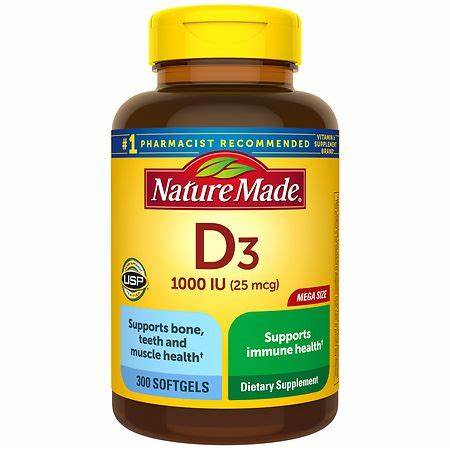 #1 PHARMACIST RECOMMENDED VITAMIN & SUPPLEMENT BRAND
Nature Made®
D3
1000 IU (25 mcg)
MEGA SIZE
USP
Supports bone,
teeth and
muscle health†
300 SOFTGELS
Supports
immune health†
Dietary Supplement